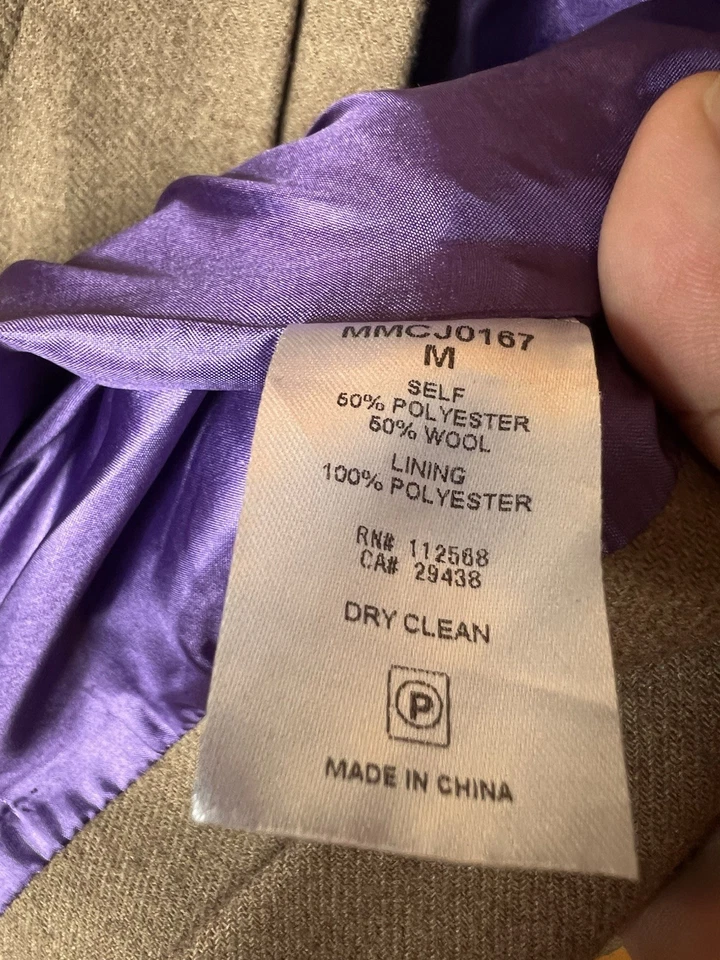 MMCJ0167
M
SELF
50% POLYESTER
50% WOOL
LINING
100% POLYESTER
RN# 112568
CA# 29438
DRY CLEAN
P
MADE IN CHINA